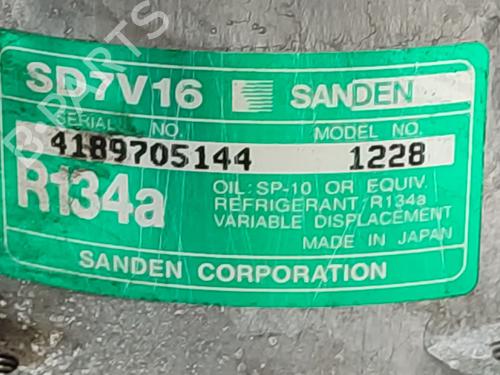 B-PARTS
SD7V16 SANDEN
SERIAL NO. MODEL NO.
4189705144 1228
R134a
OIL: SP-10 OR EQUIV.
REFRIGERANT/R134a
VARIABLE DISPLACEMENT
MADE IN JAPAN
SANDEN CORPORATION